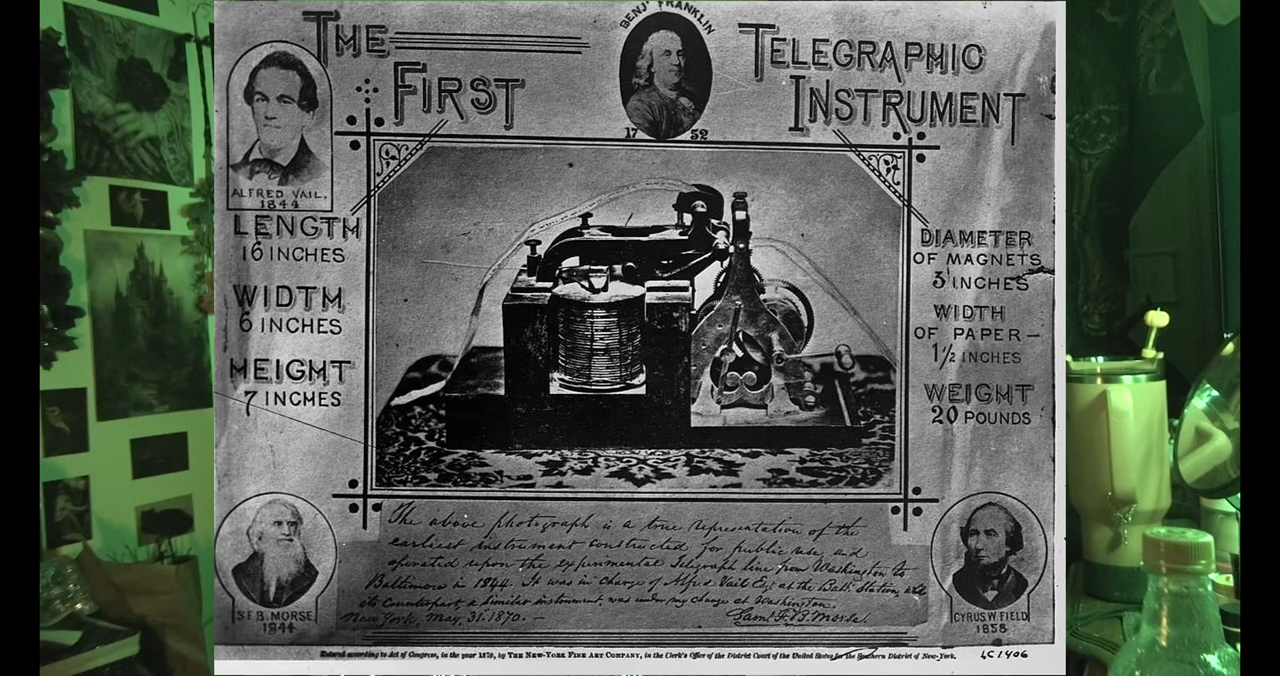 BENJ. FRANKLIN
1752
THE
FIRST
TELEGRAPHIC
INSTRUMENT
ALFRED VAIL.
1844
LENGTH
16 INCHES
WIDTH
6 INCHES
HEIGHT
7 INCHES
DIAMETER
OF MAGNETS
3 INCHES
WIDTH
OF PAPER—
1 1/2 INCHES
WEIGHT
20 POUNDS
The above photograph is a true representation of the
earliest instrument constructed for public use, and
operated upon the experimental Telegraph line from Washington to
Baltimore in 1844. It was in charge of Alfred Vail Esq. at the Balt. Station, and
its counterpart, a similar instrument, was under my charge at Washington.
New York, May, 31. 1870. — Saml. F. B. Morse.
S.F.B. MORSE
1844
CYRUS W. FIELD
1858
Entered according to Act of Congress, in the year 1870, by THE NEW-YORK FINE ART COMPANY, in the Clerk's Office of the District Court of the United States for the Southern District of New-York.
LC 1406